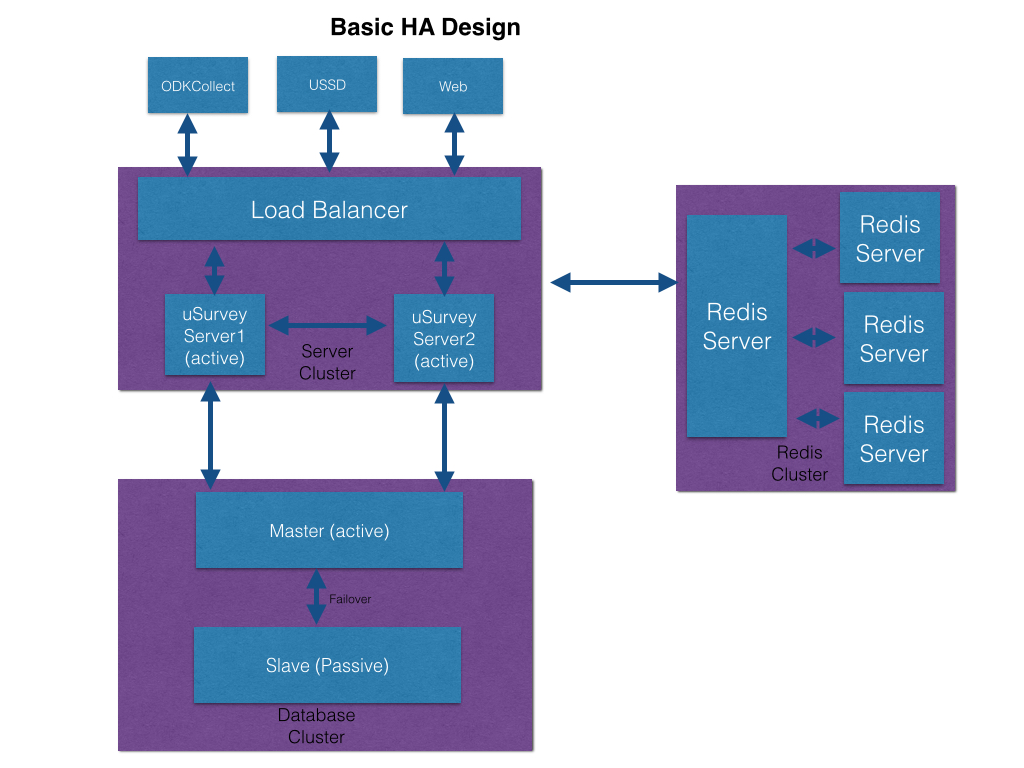 Basic HA Design
ODKCollect
USSD
Web
Load Balancer
uSurvey
Server1
(active)
uSurvey
Server2
(active)
Server
Cluster
Redis
Server
Redis
Server
Redis
Server
Redis
Server
Redis
Cluster
Master (active)
Failover
Slave (Passive)
Database
Cluster